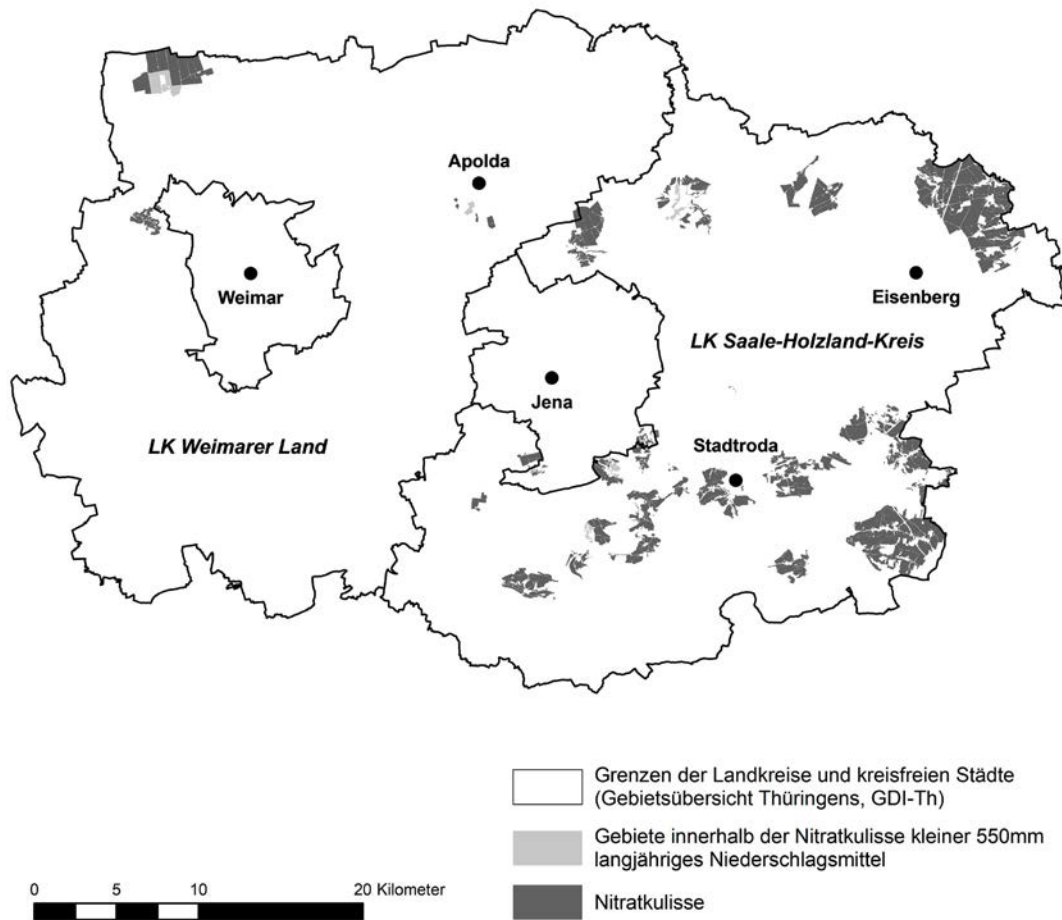 Apolda
Weimar
Eisenberg
LK Saale-Holzland-Kreis
Jena
LK Weimarer Land
Stadtroda
Grenzen der Landkreise und kreisfreien Städte
(Gebietsübersicht Thüringens, GDI-Th)
Gebiete innerhalb der Nitratkulisse kleiner 550mm
langjähriges Niederschlagsmittel
Nitratkulisse
0 5 10 20 Kilometer